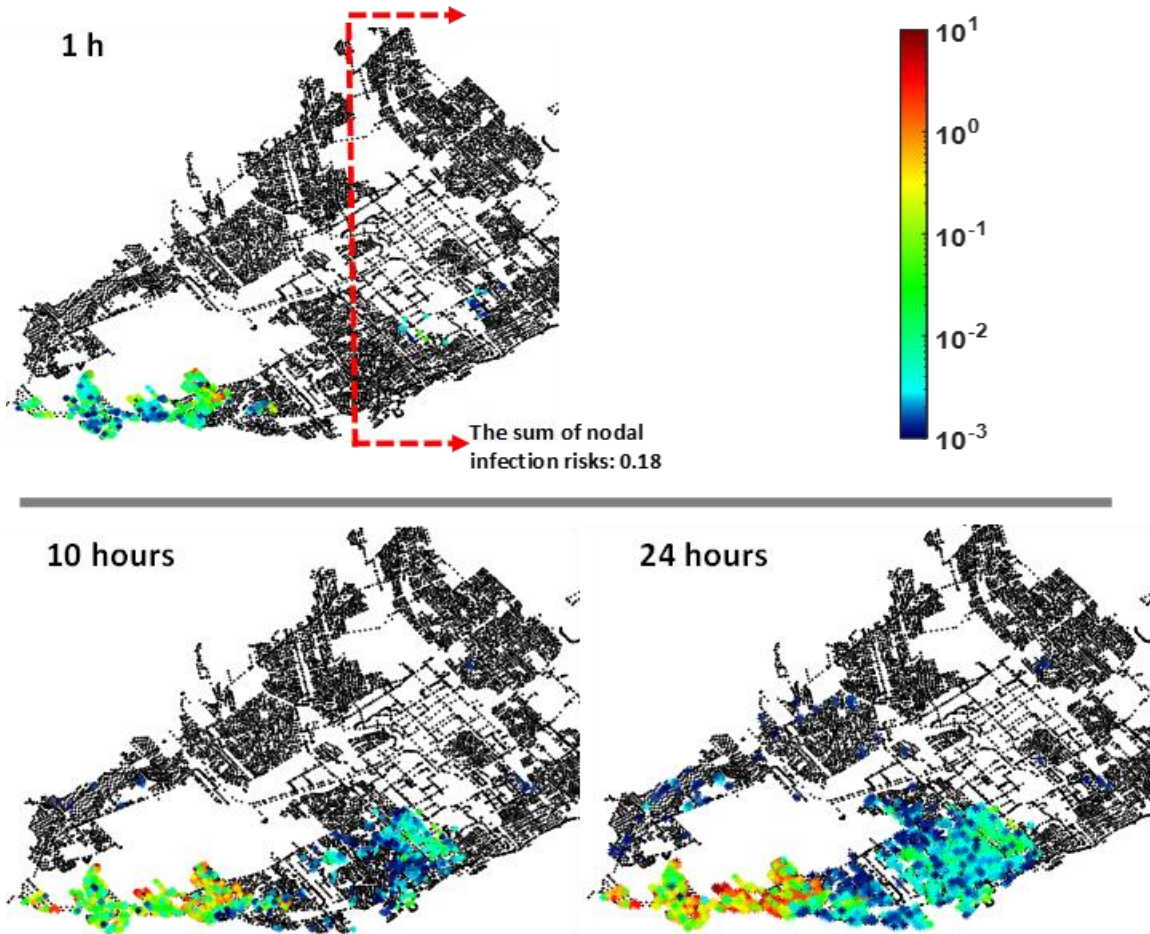 1 h
10¹
10⁰
10⁻¹
10⁻²
10⁻³
The sum of nodal
infection risks: 0.18
10 hours
24 hours